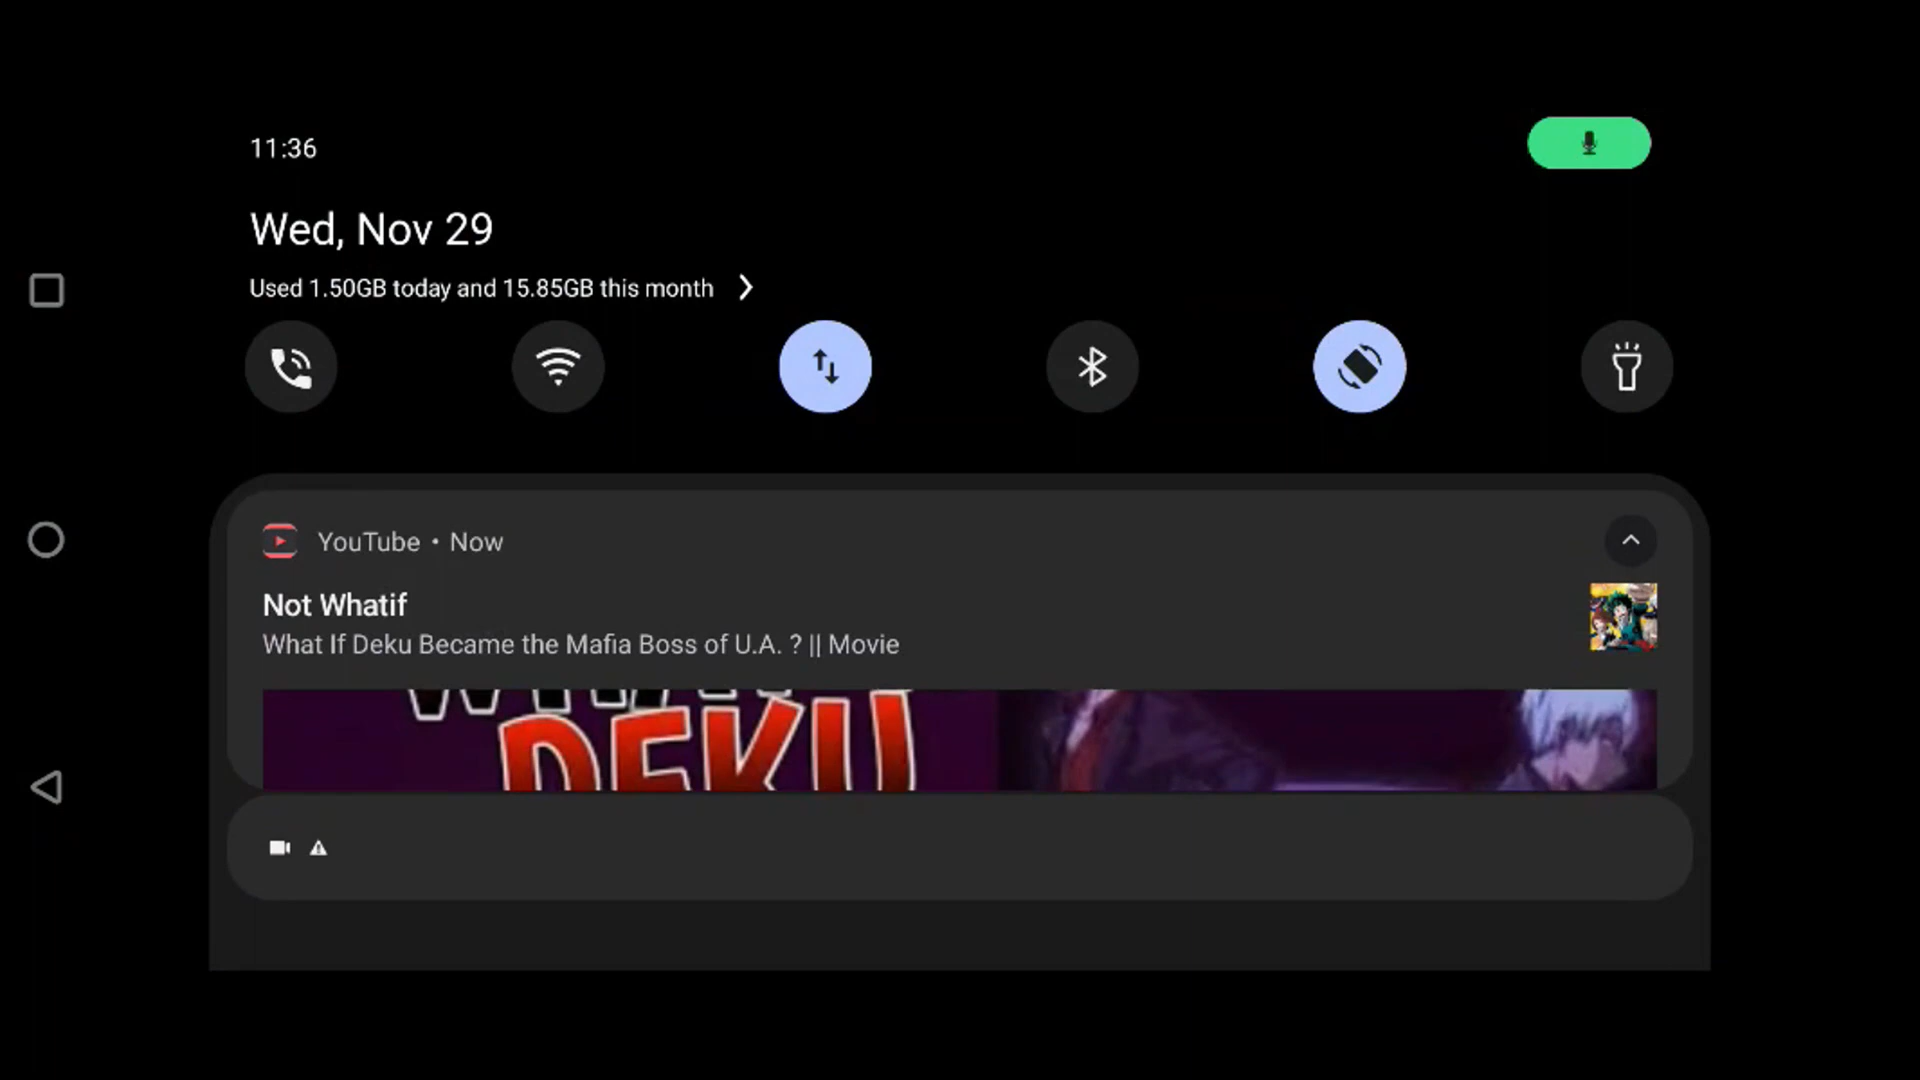 11:36
Wed, Nov 29
Used 1.50GB today and 15.85GB this month
YouTube • Now
Not Whatif
What If Deku Became the Mafia Boss of U.A. ? || Movie
DEKU